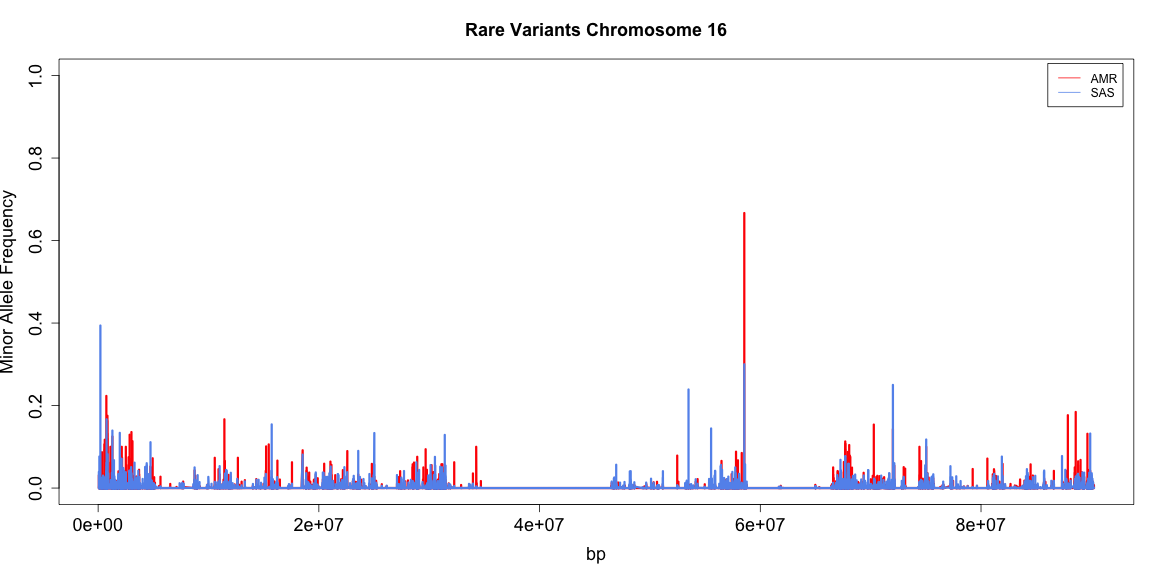 Rare Variants Chromosome 16
AMR
SAS
Minor Allele Frequency
1.0
0.8
0.6
0.4
0.2
0.0
0e+00 2e+07 4e+07 6e+07 8e+07
bp